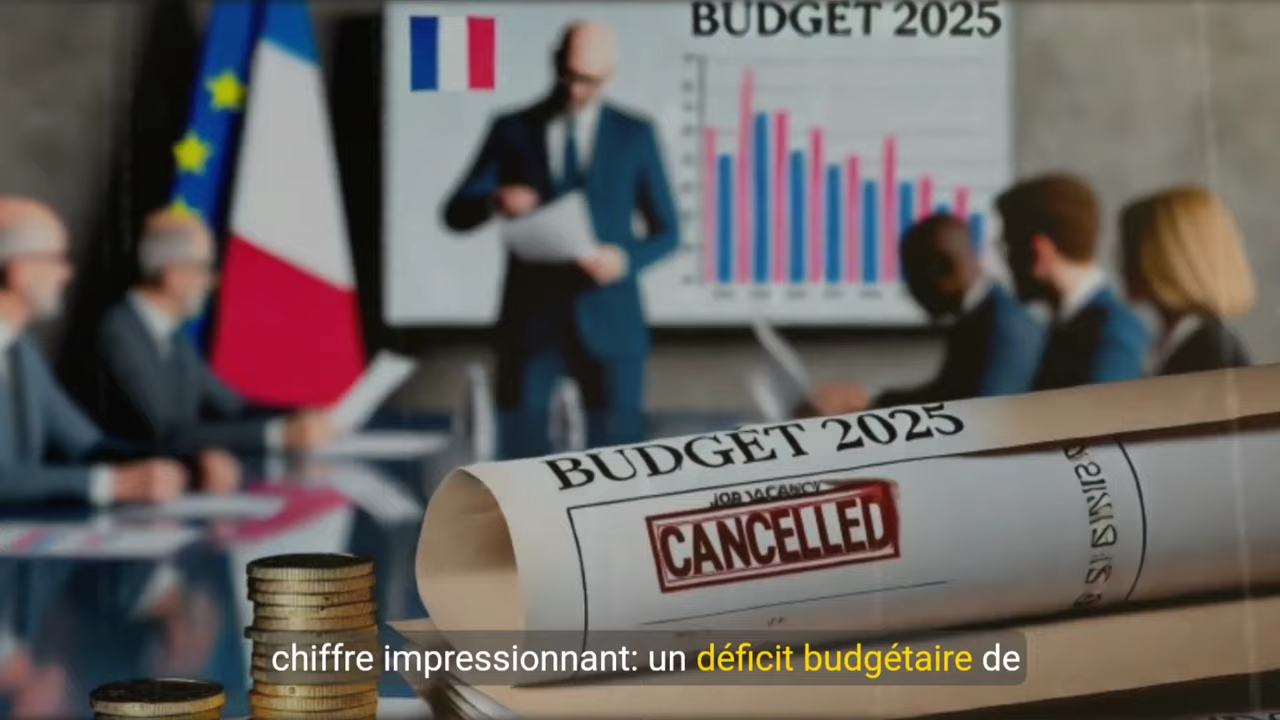 BUDGET 2025
BUDGET 2025
JOB VACANCY
CANCELLED
chiffre impressionnant: un déficit budgétaire de